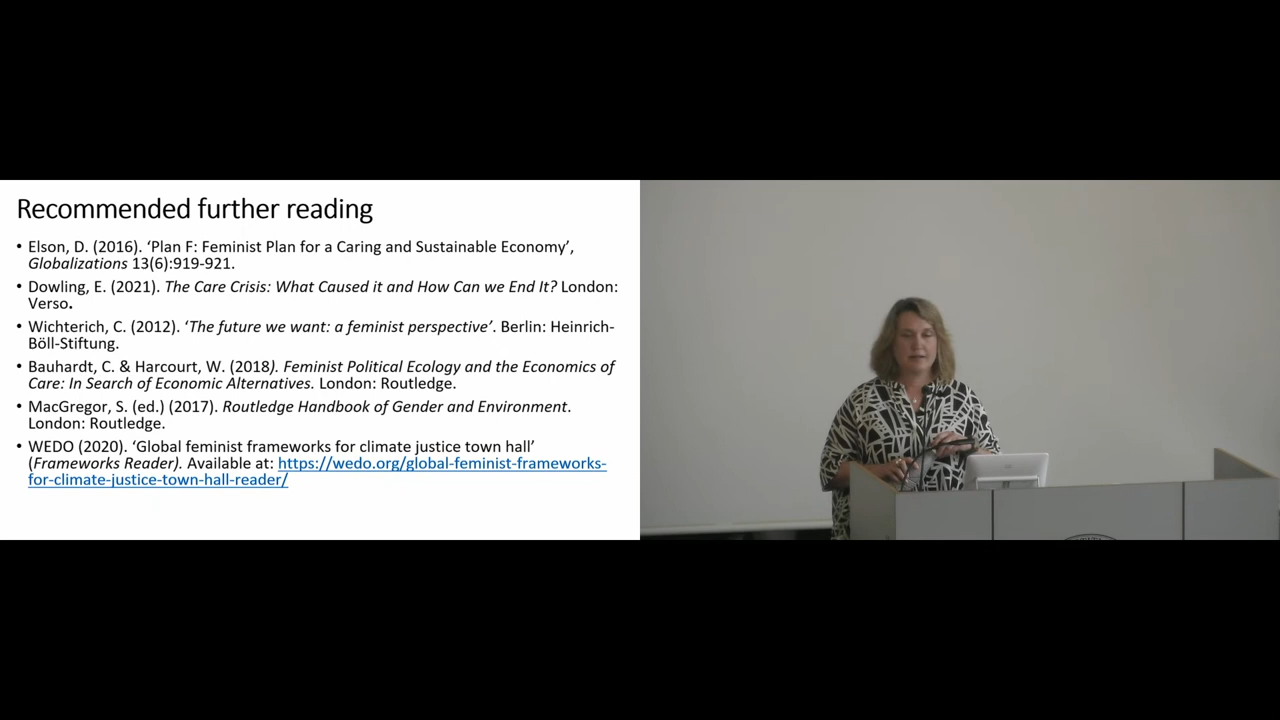 Recommended further reading
• Elson, D. (2016). ‘Plan F: Feminist Plan for a Caring and Sustainable Economy’,
Globalizations 13(6):919-921.
• Dowling, E. (2021). The Care Crisis: What Caused it and How Can we End It? London:
Verso.
• Wichterich, C. (2012). ‘The future we want: a feminist perspective’. Berlin: Heinrich-
Böll-Stiftung.
• Bauhardt, C. & Harcourt, W. (2018). Feminist Political Ecology and the Economics of
Care: In Search of Economic Alternatives. London: Routledge.
• MacGregor, S. (ed.) (2017). Routledge Handbook of Gender and Environment.
London: Routledge.
• WEDO (2020). ‘Global feminist frameworks for climate justice town hall’
(Frameworks Reader). Available at: https://wedo.org/global-feminist-frameworks-
for-climate-justice-town-hall-reader/